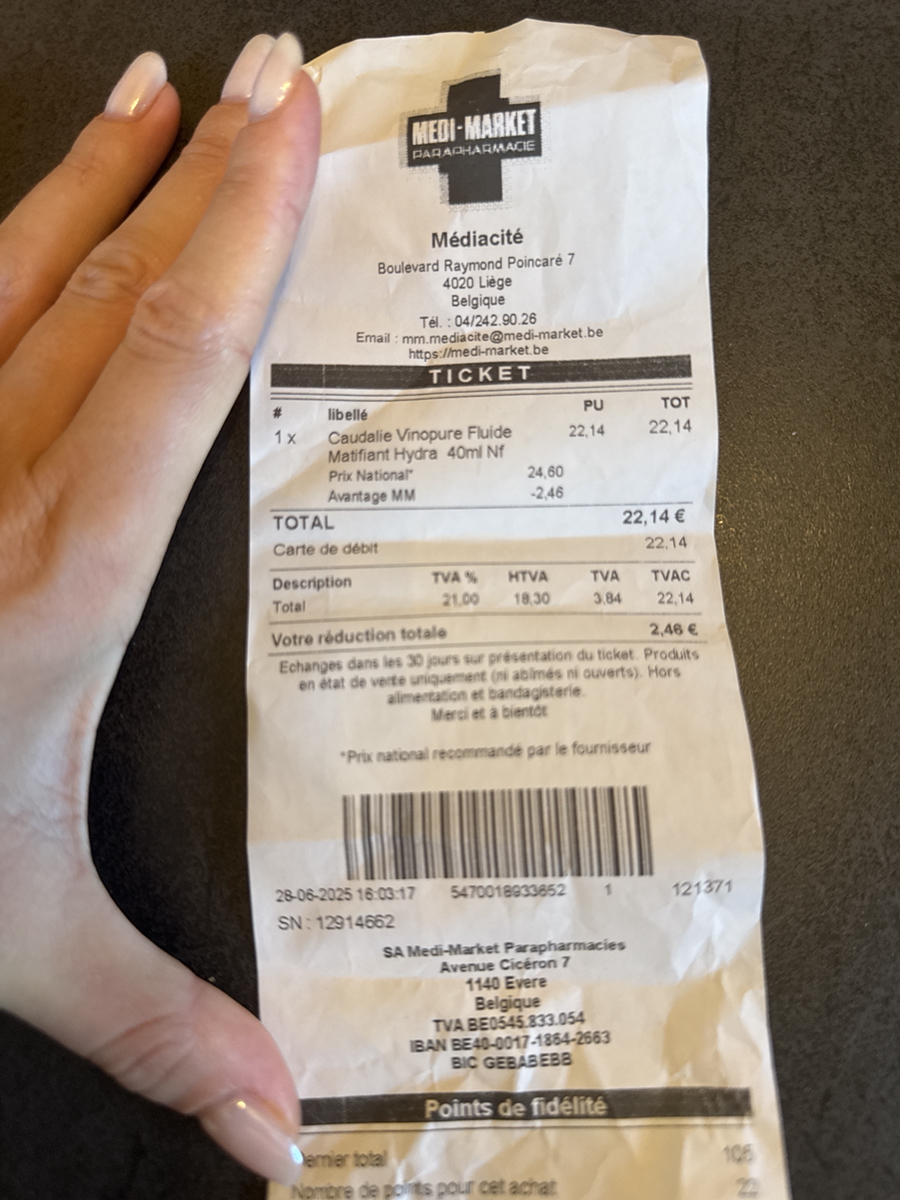 MEDI-MARKET
PARAPHARMACIE
Médiacité
Boulevard Raymond Poincaré 7
4020 Liège
Belgique
Tél. : 04/242.90.26
Email : mm.mediacite@medi-market.be
https://medi-market.be
TICKET
# libellé PU TOT
1 x Caudalie Vinopure Fluide 22,14 22,14
Matifiant Hydra 40ml Nf
Prix National* 24,60
Avantage MM -2,46
TOTAL 22,14 €
Carte de débit 22,14
Description TVA % HTVA TVA TVAC
Total 21,00 18,30 3,84 22,14
Votre réduction totale 2,46 €
Echanges dans les 30 jours sur présentation du ticket. Produits
en état de vente uniquement (ni abîmés ni ouverts). Hors
alimentation et bandagisterie.
Merci et à bientôt
*Prix national recommandé par le fournisseur
28-06-2025 16:03:17 5470018933652 1 121371
SN : 12914662
SA Medi-Market Parapharmacies
Avenue Cicéron 7
1140 Evere
Belgique
TVA BE0545.833.054
IBAN BE40-0017-1864-2663
BIC GEBABEBB
Points de fidélité
ernier total
Nombre de points pour cet achat